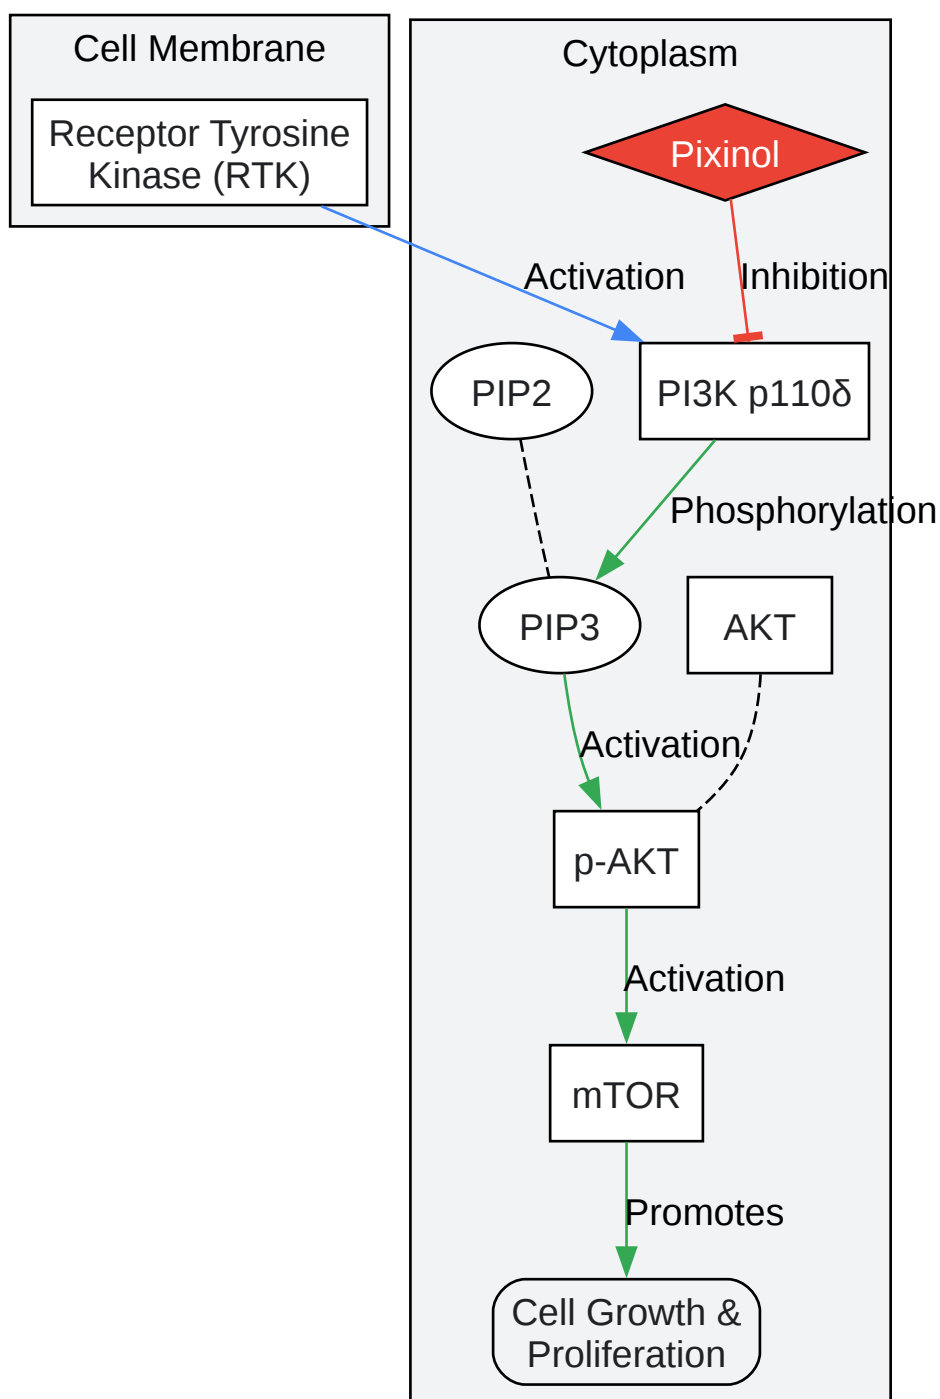 Cell Membrane
Receptor Tyrosine
Kinase (RTK)
Cytoplasm
Pixinol
Activation
Inhibition
PIP2
PI3K p110δ
Phosphorylation
PIP3
AKT
Activation
p-AKT
Activation
mTOR
Promotes
Cell Growth &
Proliferation